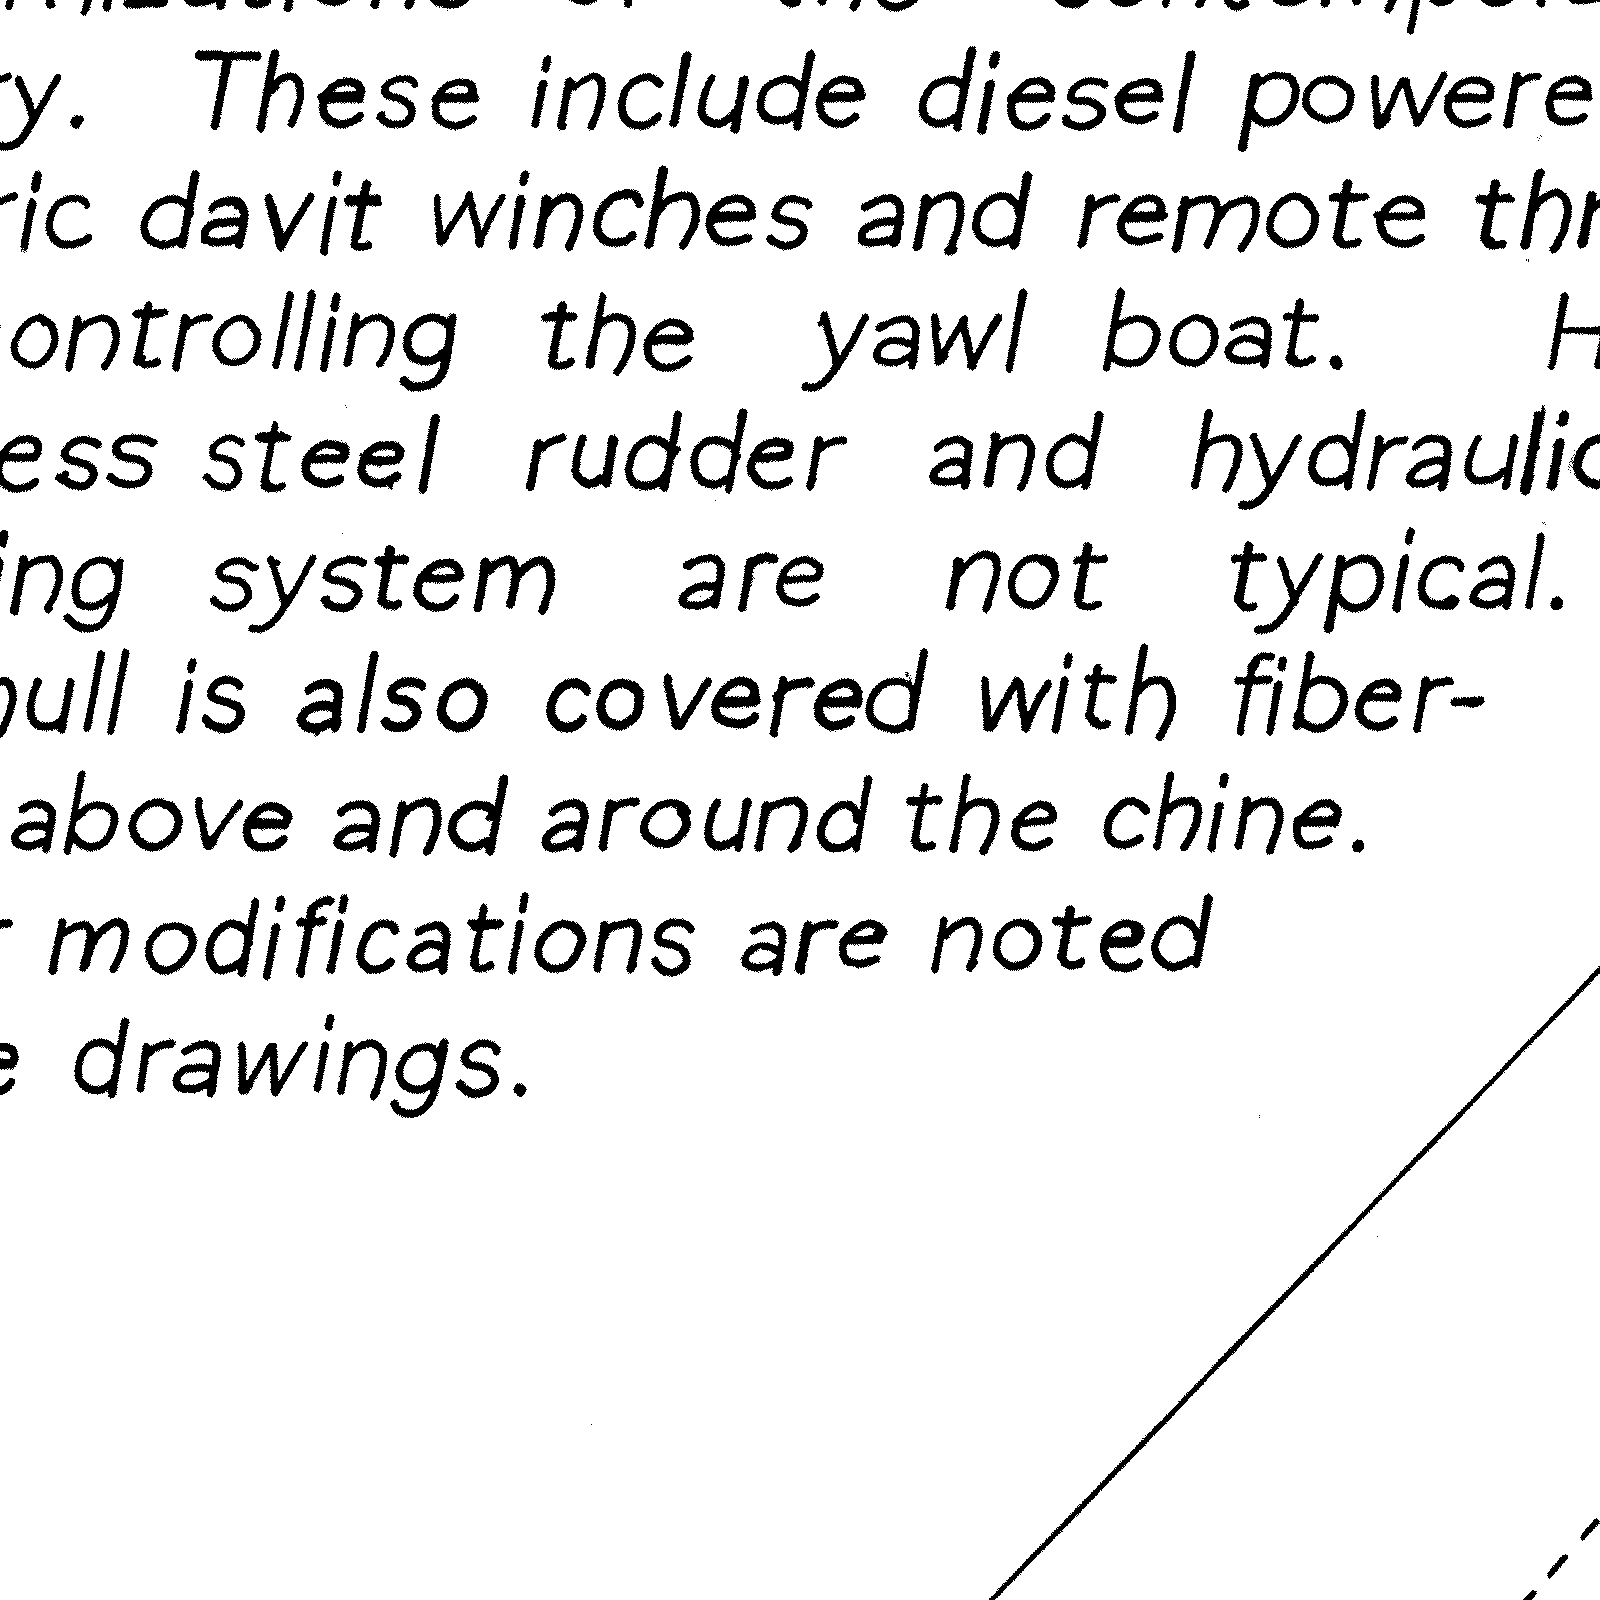 ry. These include diesel powere
ric davit winches and remote thr
ontrolling the yawl boat. H
ess steel rudder and hydraulic
ing system are not typical.
hull is also covered with fiber-
above and around the chine.
r modifications are noted
e drawings.